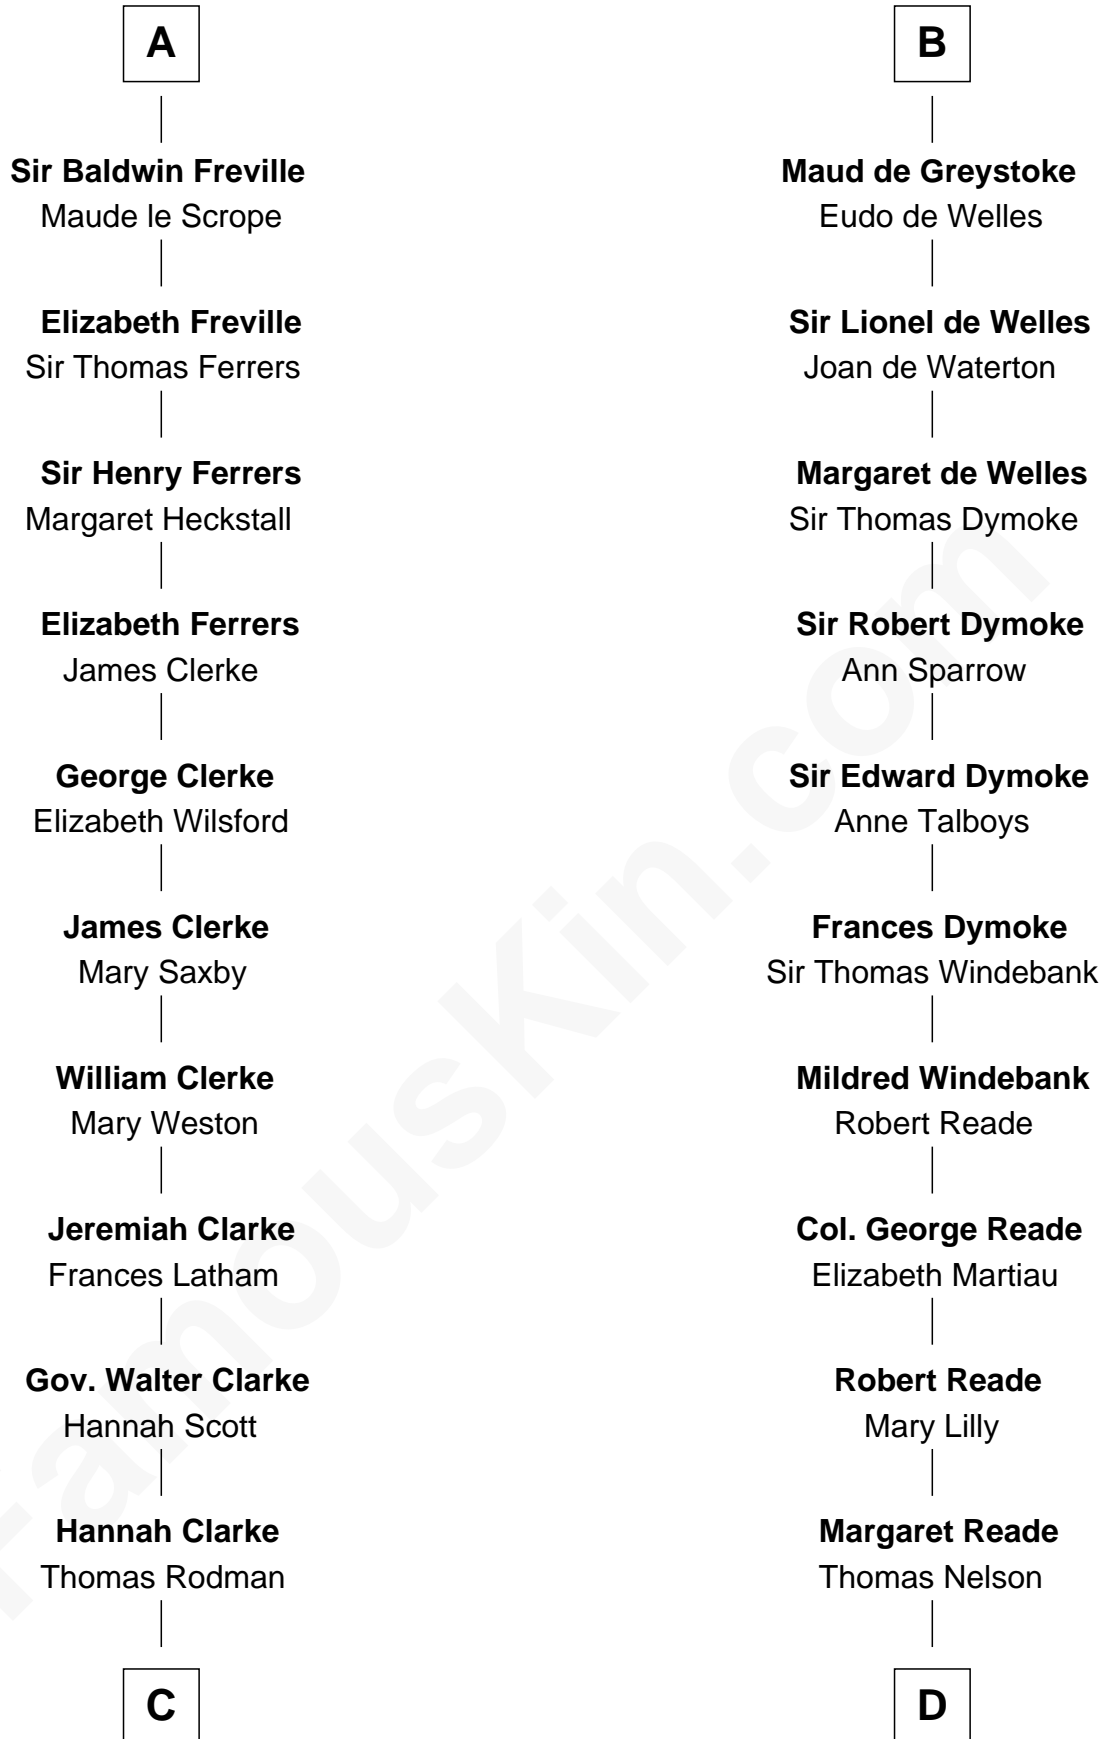 A
Sir Baldwin Freville
Maude le Scrope
Elizabeth Freville
Sir Thomas Ferrers
Sir Henry Ferrers
Margaret Heckstall
Elizabeth Ferrers
James Clerke
George Clerke
Elizabeth Wilsford
James Clerke
Mary Saxby
William Clerke
Mary Weston
Jeremiah Clarke
Frances Latham
Gov. Walter Clarke
Hannah Scott
Hannah Clarke
Thomas Rodman
C
B
Maud de Greystoke
Eudo de Welles
Sir Lionel de Welles
Joan de Waterton
Margaret de Welles
Sir Thomas Dymoke
Sir Robert Dymoke
Ann Sparrow
Sir Edward Dymoke
Anne Talboys
Frances Dymoke
Sir Thomas Windebank
Mildred Windebank
Robert Reade
Col. George Reade
Elizabeth Martiau
Robert Reade
Mary Lilly
Margaret Reade
Thomas Nelson
D
FamousKin.com